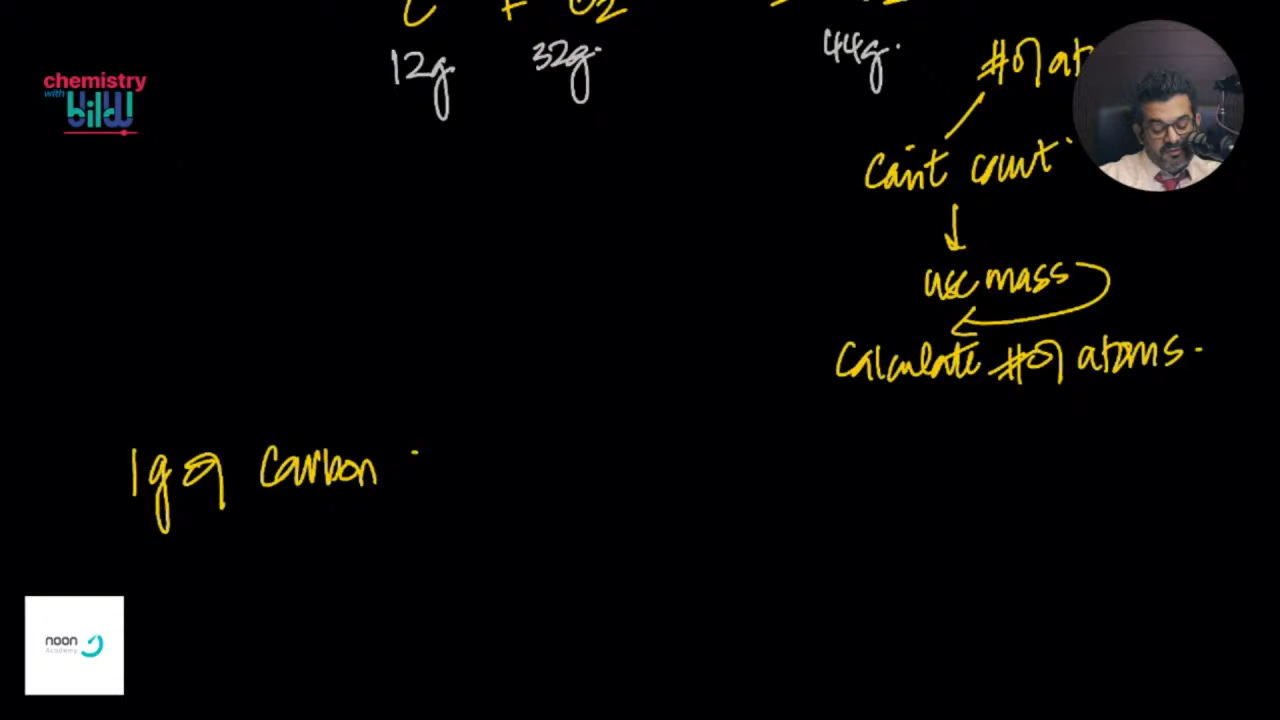 C + O2
12g 32g. 44g.
chemistry
with
bilal!
# of at
Can't count.
use mass
Calculate # of atoms.
1g of carbon
noon
Academy